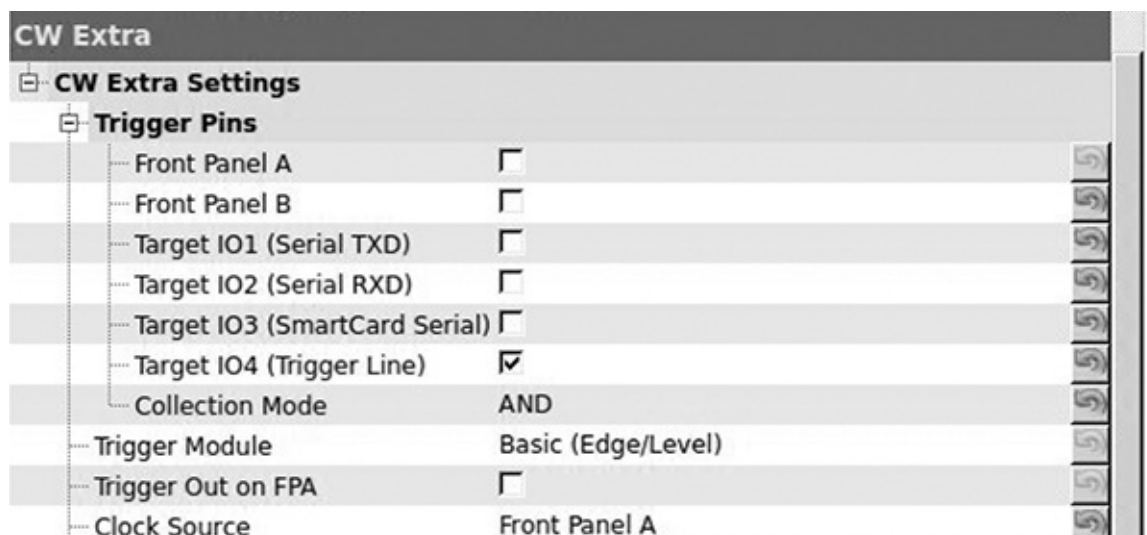 CW Extra
CW Extra Settings
Trigger Pins
Front Panel A
Front Panel B
Target IO1 (Serial TXD)
Target IO2 (Serial RXD)
Target IO3 (SmartCard Serial)
Target IO4 (Trigger Line)
Collection Mode AND
Trigger Module Basic (Edge/Level)
Trigger Out on FPA
Clock Source Front Panel A